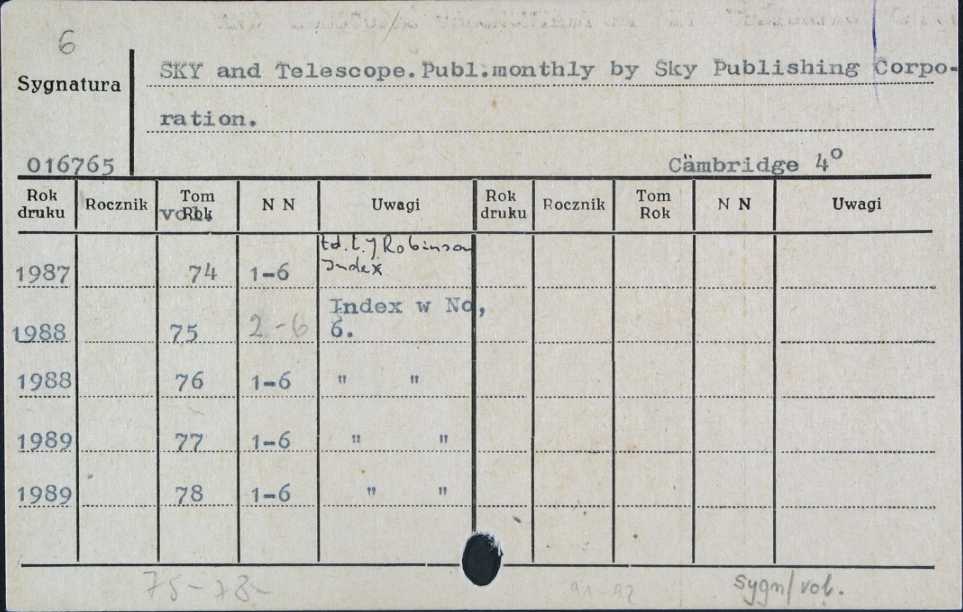 6
Sygnatura
SKY and Telescope.Publ.monthly by Sky Publishing Corpo-
ration.
016765
Cambridge 4°
Rok druku Rocznik Tom Rok vol. N N Uwagi Rok druku Rocznik Tom Rok N N Uwagi
Ed. L. J Robinson
1987 74 1-6 Index
Index w No,
1988 75 2-6 6.
1988 76 1-6 " "
1989 77 1-6 " "
1989 78 1-6 " "
75-78- 91-92 sygn/vol.